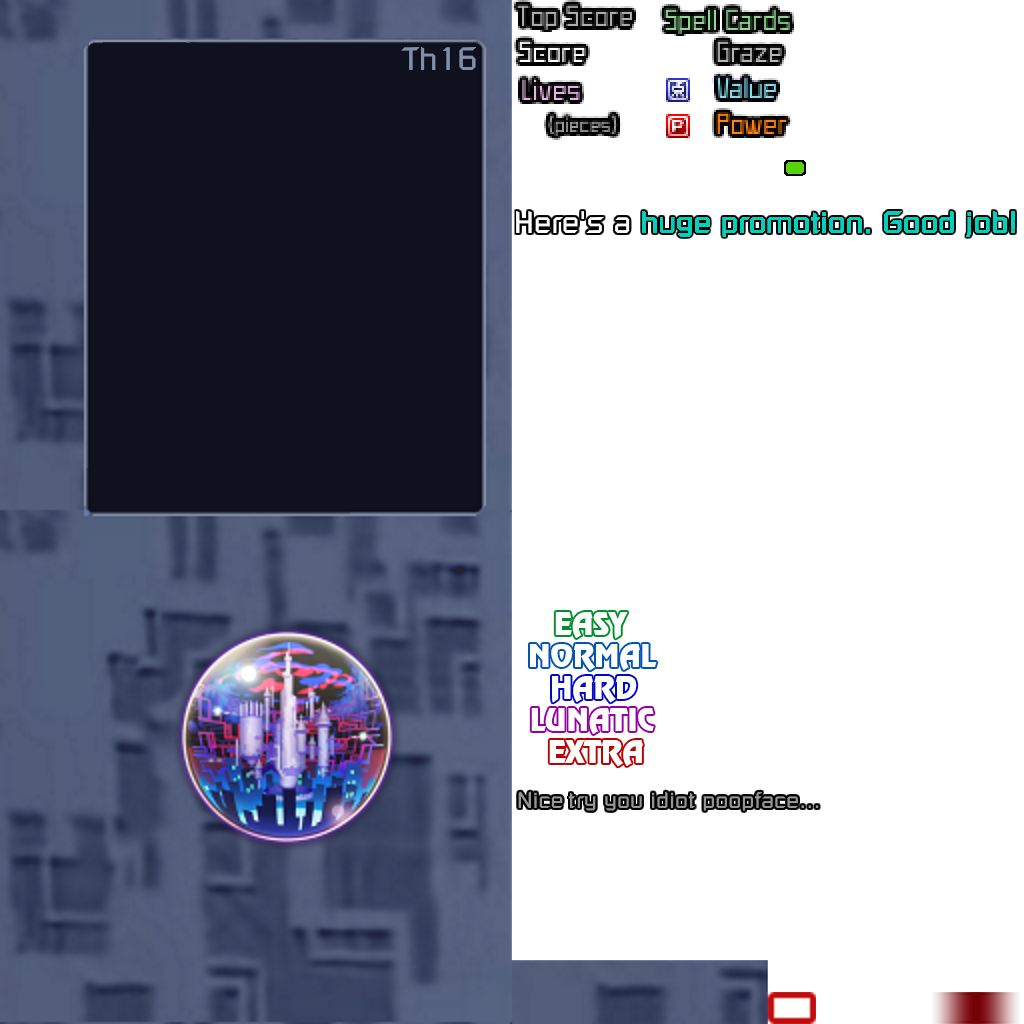 Th16
Top Score
Spell Cards
Score
Graze
Lives
Value
(pieces)
P
Power
Here's a huge promotion. Good job!
EASY
NORMAL
HARD
LUNATIC
EXTRA
Nice try you idiot poopface...